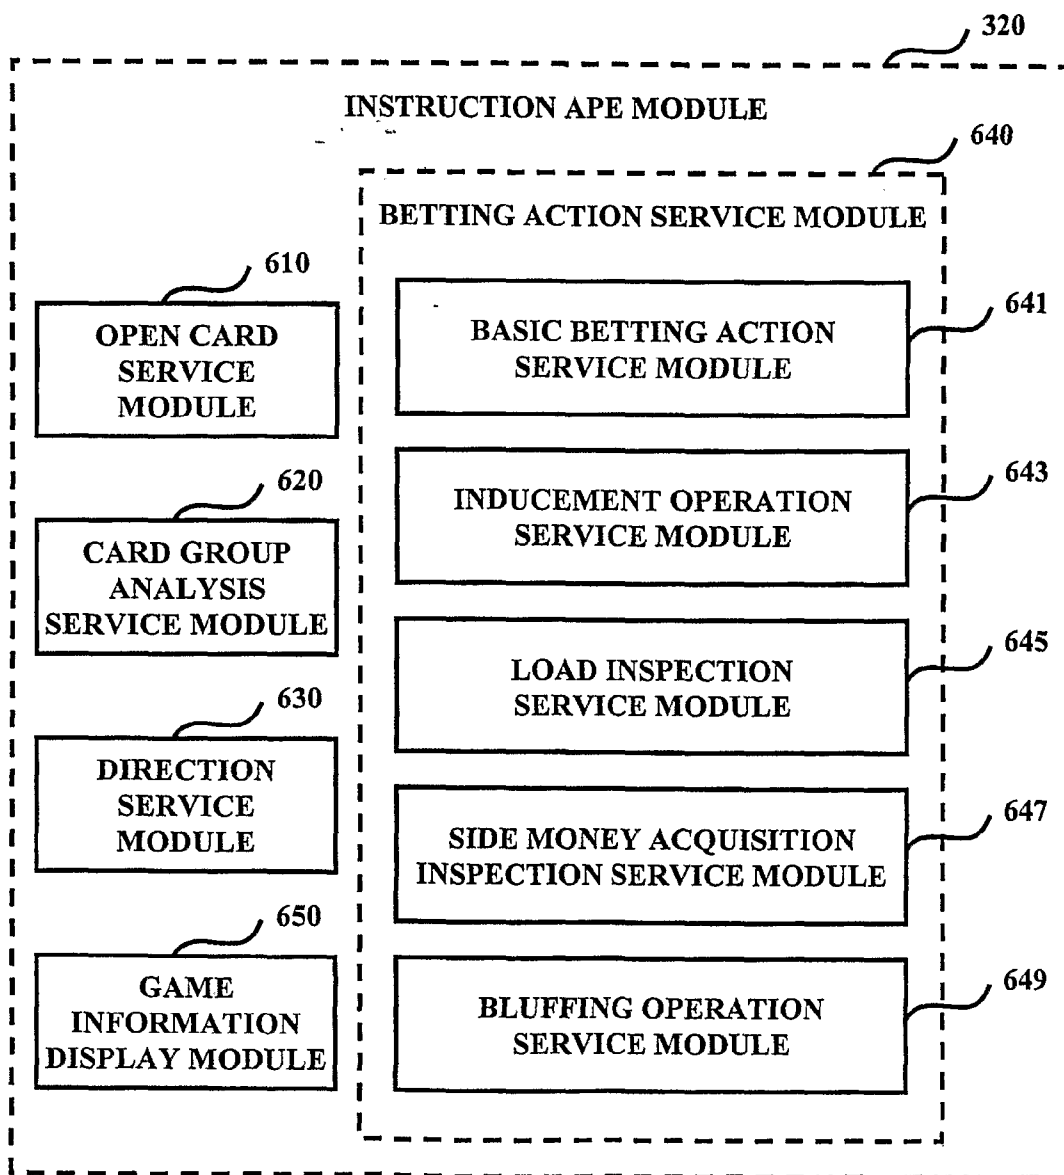 320
INSTRUCTION APE MODULE
640
BETTING ACTION SERVICE MODULE
610
OPEN CARD
SERVICE
MODULE
620
CARD GROUP
ANALYSIS
SERVICE MODULE
630
DIRECTION
SERVICE
MODULE
650
GAME
INFORMATION
DISPLAY MODULE
641
BASIC BETTING ACTION
SERVICE MODULE
643
INDUCEMENT OPERATION
SERVICE MODULE
645
LOAD INSPECTION
SERVICE MODULE
647
SIDE MONEY ACQUISITION
INSPECTION SERVICE MODULE
649
BLUFFING OPERATION
SERVICE MODULE